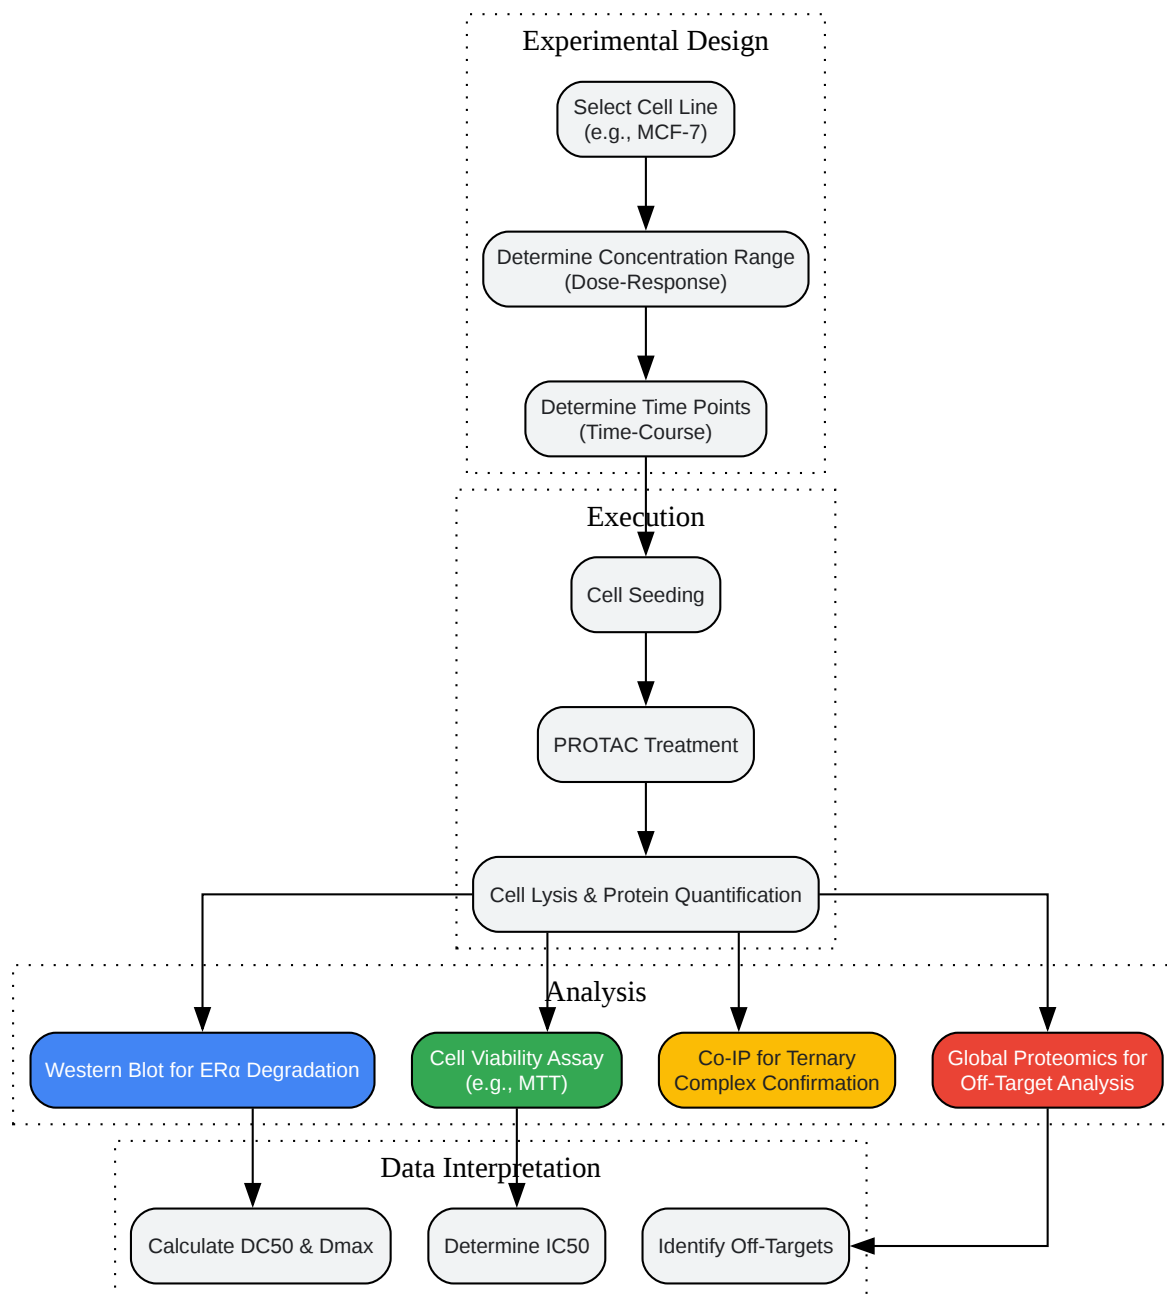 Experimental Design
Select Cell Line
(e.g., MCF-7)
Determine Concentration Range
(Dose-Response)
Determine Time Points
(Time-Course)
Execution
Cell Seeding
PROTAC Treatment
Cell Lysis & Protein Quantification
Analysis
Western Blot for ERα Degradation
Cell Viability Assay
(e.g., MTT)
Co-IP for Ternary
Complex Confirmation
Global Proteomics for
Off-Target Analysis
Data Interpretation
Calculate DC50 & Dmax
Determine IC50
Identify Off-Targets